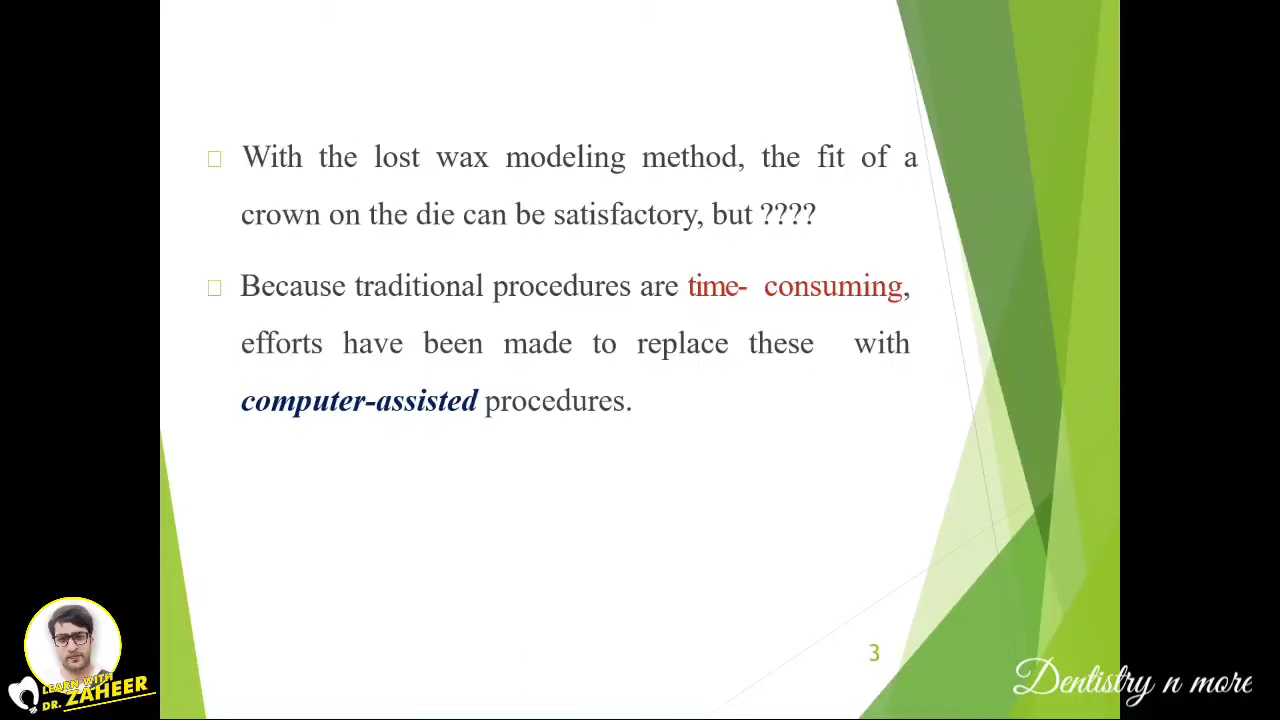 With the lost wax modeling method, the fit of a
crown on the die can be satisfactory, but ????
Because traditional procedures are time- consuming,
efforts have been made to replace these with
computer-assisted procedures.
3
LEARN WITH
DR. ZAHEER
Dentistry n more